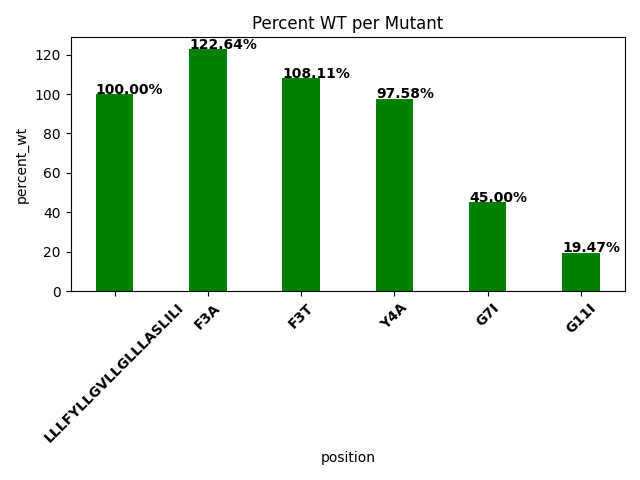 Percent WT per Mutant
percent_wt
120
100
80
60
40
20
0
100.00%
122.64%
108.11%
97.58%
45.00%
19.47%
LLLFYLLGVLLGLLLASLILI
F3A
F3T
Y4A
G7I
G11I
position